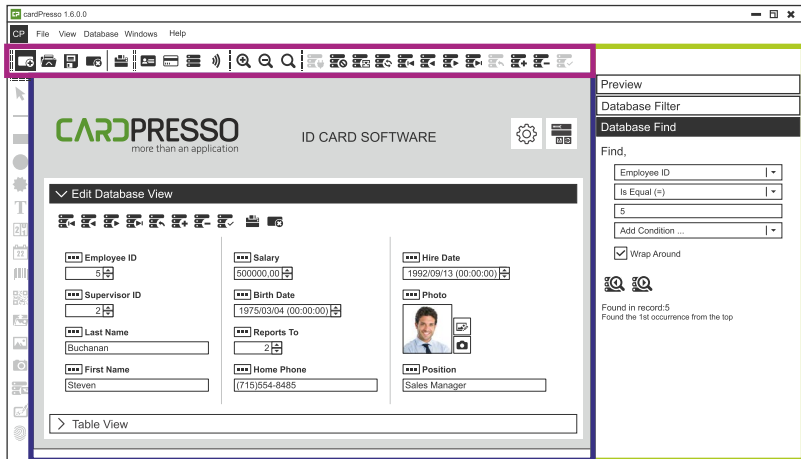 CP cardPresso 1.6.0.0
CP File View Database Windows Help
CARDPRESSO
more than an application
ID CARD SOFTWARE
Edit Database View
Employee ID
5
Supervisor ID
2
Last Name
Buchanan
First Name
Steven
Salary
500000,00
Birth Date
1975/03/04 (00:00:00)
Reports To
2
Home Phone
(715)554-8485
Hire Date
1992/09/13 (00:00:00)
Photo
Position
Sales Manager
Table View
T
22
Preview
Database Filter
Database Find
Find,
Employee ID
Is Equal (=)
5
Add Condition ...
Wrap Around
Found in record:5
Found the 1st occurrence from the top